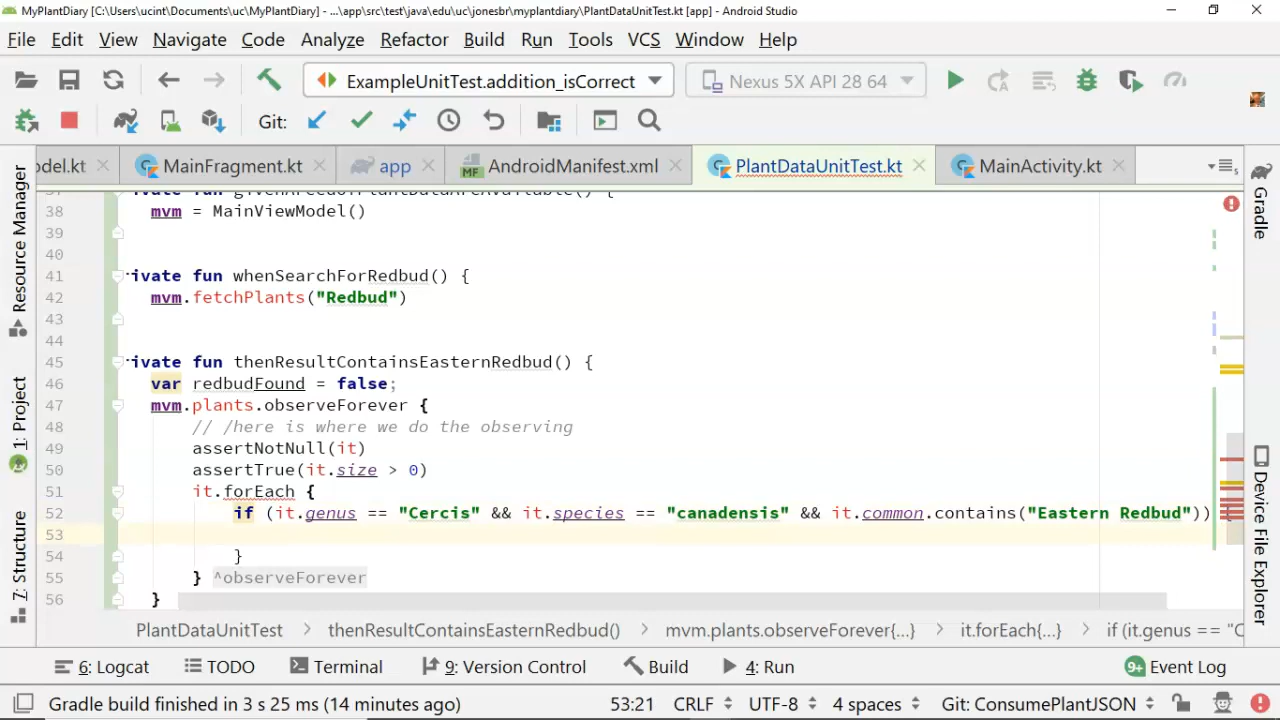 MyPlantDiary [C:\Users\ucint\Documents\uc\MyPlantDiary] - ...\app\src\test\java\edu\uc\jonesbr\myplantdiary\PlantDataUnitTest.kt [app] - Android Studio
File Edit View Navigate Code Analyze Refactor Build Run Tools VCS Window Help
ExampleUnitTest.addition_isCorrect Nexus 5X API 28 64
Git:
odel.kt MainFragment.kt app AndroidManifest.xml PlantDataUnitTest.kt MainActivity.kt
38 mvm = MainViewModel()
39
40
41 ivate fun whenSearchForRedbud() {
42 mvm.fetchPlants("Redbud")
43
44
45 ivate fun thenResultContainsEasternRedbud() {
46 var redbudFound = false;
47 mvm.plants.observeForever {
48 // /here is where we do the observing
49 assertNotNull(it)
50 assertTrue(it.size > 0)
51 it.forEach {
52 if (it.genus == "Cercis" && it.species == "canadensis" && it.common.contains("Eastern Redbud")) {
53
54 }
55 } ^observeForever
56 }
PlantDataUnitTest thenResultContainsEasternRedbud() mvm.plants.observeForever{...} it.forEach{...} if (it.genus == "C
6: Logcat TODO Terminal 9: Version Control Build 4: Run 9+ Event Log
Gradle build finished in 3 s 25 ms (14 minutes ago) 53:21 CRLF UTF-8 4 spaces Git: ConsumePlantJSON
Resource Manager
1: Project
7: Structure
Gradle
Device File Explorer